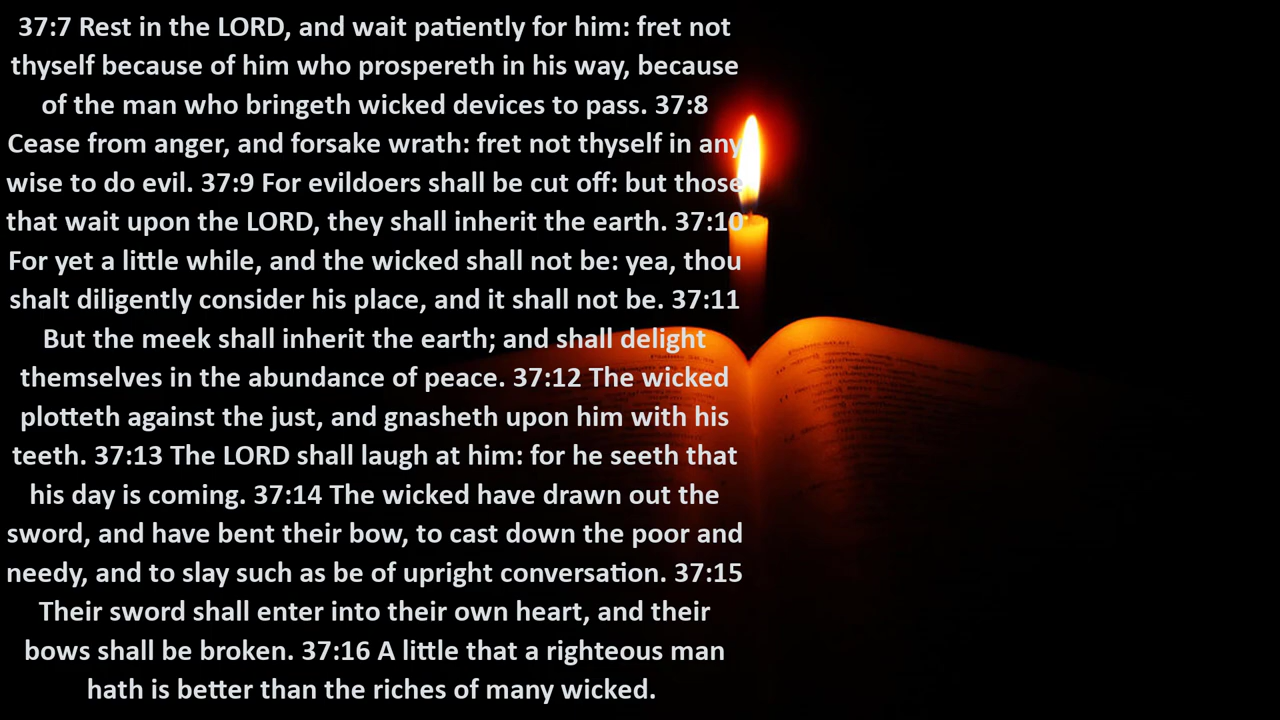 37:7 Rest in the LORD, and wait patiently for him: fret not
thyself because of him who prospereth in his way, because
of the man who bringeth wicked devices to pass. 37:8
Cease from anger, and forsake wrath: fret not thyself in any
wise to do evil. 37:9 For evildoers shall be cut off: but those
that wait upon the LORD, they shall inherit the earth. 37:10
For yet a little while, and the wicked shall not be: yea, thou
shalt diligently consider his place, and it shall not be. 37:11
But the meek shall inherit the earth; and shall delight
themselves in the abundance of peace. 37:12 The wicked
plotteth against the just, and gnasheth upon him with his
teeth. 37:13 The LORD shall laugh at him: for he seeth that
his day is coming. 37:14 The wicked have drawn out the
sword, and have bent their bow, to cast down the poor and
needy, and to slay such as be of upright conversation. 37:15
Their sword shall enter into their own heart, and their
bows shall be broken. 37:16 A little that a righteous man
hath is better than the riches of many wicked.